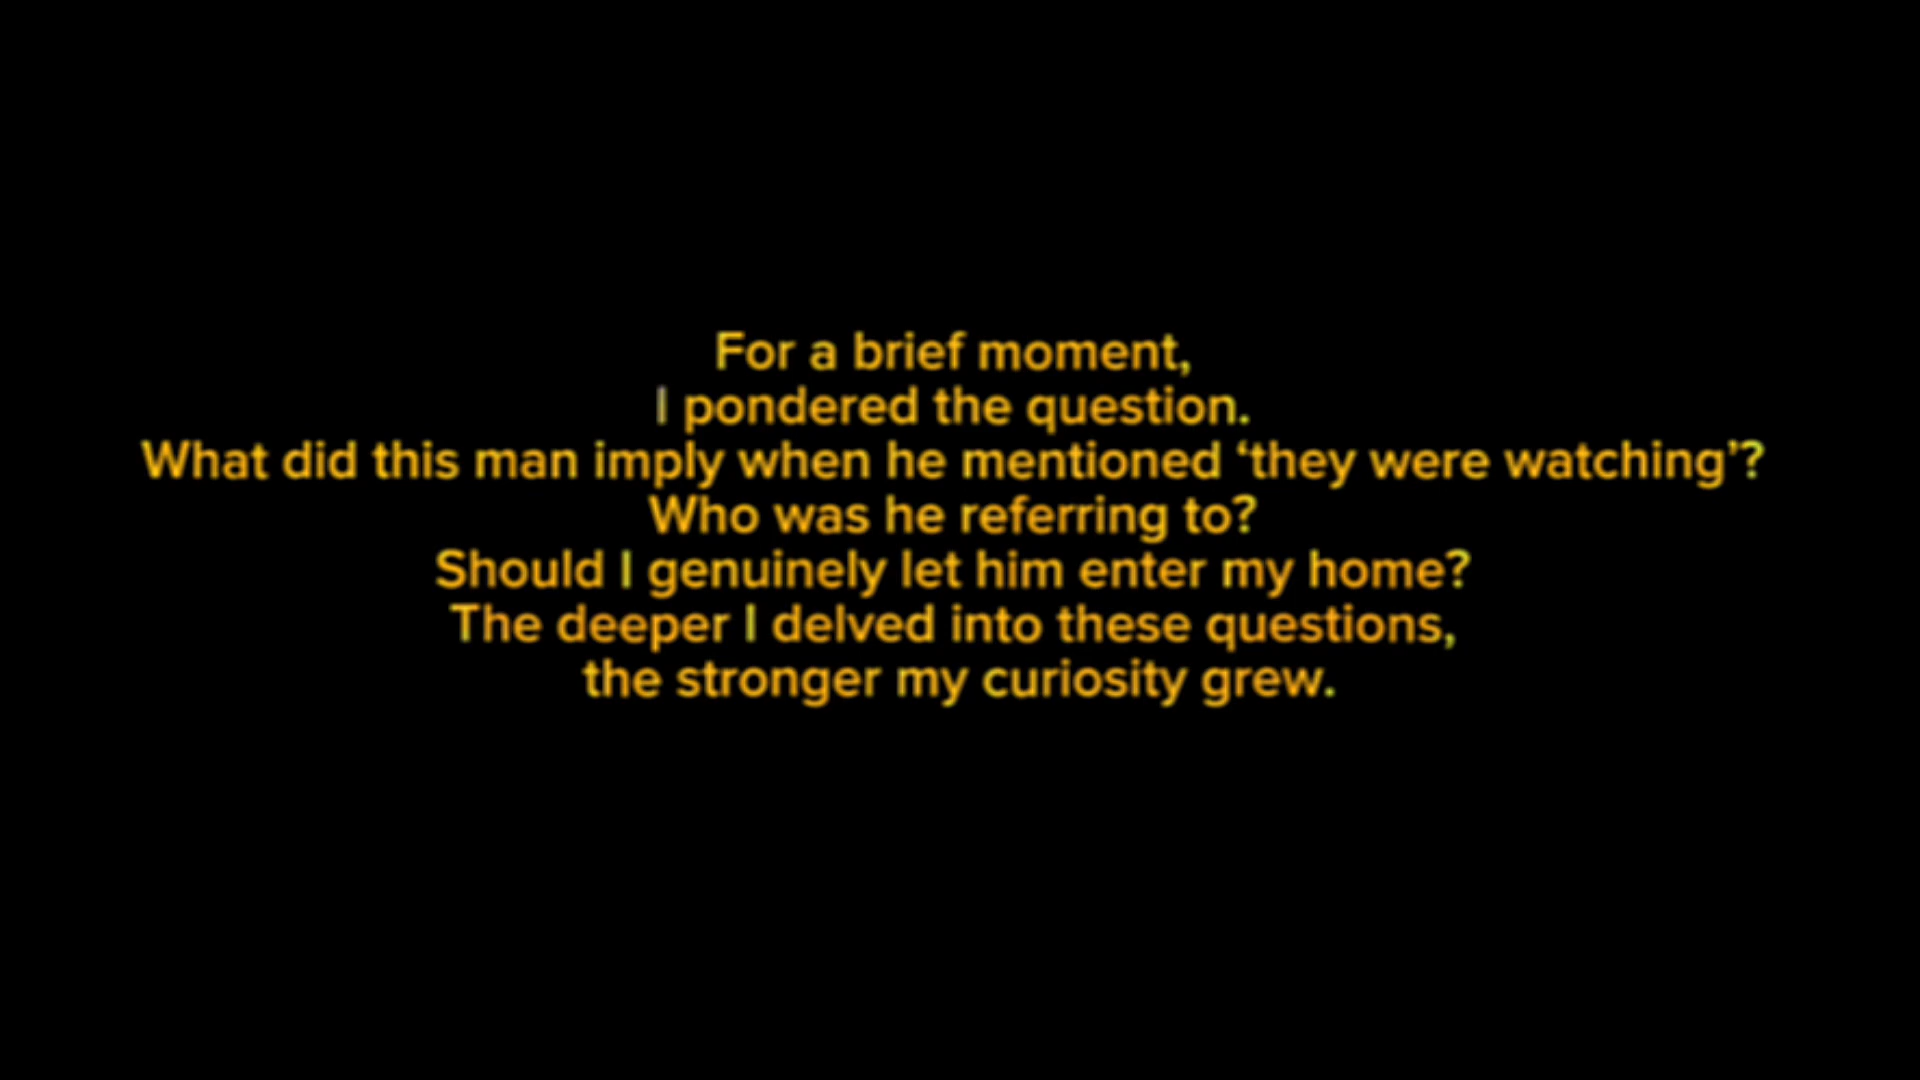 For a brief moment,
I pondered the question.
What did this man imply when he mentioned ‘they were watching’?
Who was he referring to?
Should I genuinely let him enter my home?
The deeper I delved into these questions,
the stronger my curiosity grew.